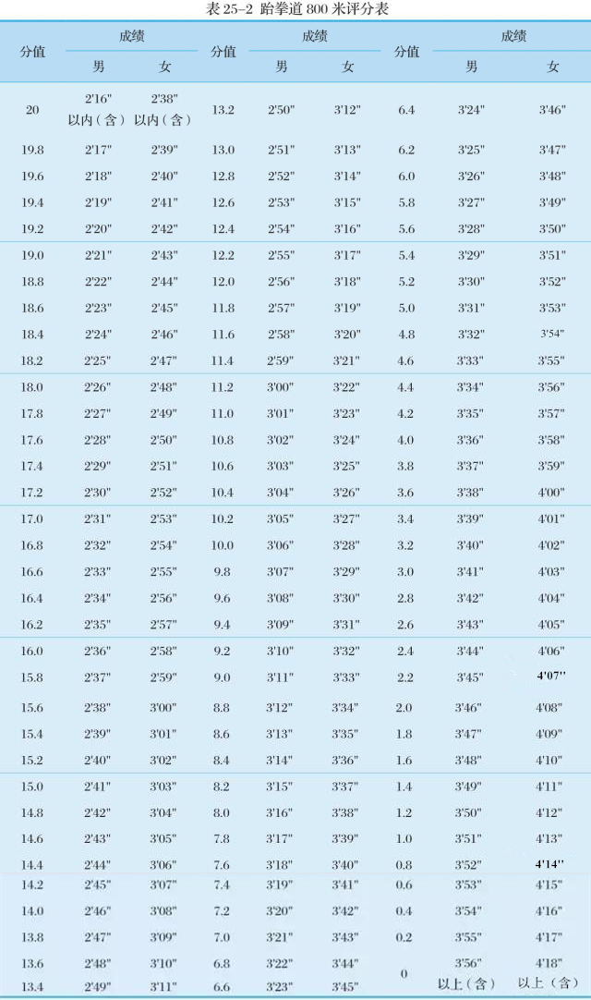 表 25-2 跆拳道 800 米评分表
分值 成绩 分值 成绩 分值 成绩
男 女 男 女 男 女
20 2'16" 以内（含） 2'38" 以内（含） 13.2 2'50" 3'12" 6.4 3'24" 3'46"
19.8 2'17" 2'39" 13.0 2'51" 3'13" 6.2 3'25" 3'47"
19.6 2'18" 2'40" 12.8 2'52" 3'14" 6.0 3'26" 3'48"
19.4 2'19" 2'41" 12.6 2'53" 3'15" 5.8 3'27" 3'49"
19.2 2'20" 2'42" 12.4 2'54" 3'16" 5.6 3'28" 3'50"
19.0 2'21" 2'43" 12.2 2'55" 3'17" 5.4 3'29" 3'51"
18.8 2'22" 2'44" 12.0 2'56" 3'18" 5.2 3'30" 3'52"
18.6 2'23" 2'45" 11.8 2'57" 3'19" 5.0 3'31" 3'53"
18.4 2'24" 2'46" 11.6 2'58" 3'20" 4.8 3'32" 3'54"
18.2 2'25" 2'47" 11.4 2'59" 3'21" 4.6 3'33" 3'55"
18.0 2'26" 2'48" 11.2 3'00" 3'22" 4.4 3'34" 3'56"
17.8 2'27" 2'49" 11.0 3'01" 3'23" 4.2 3'35" 3'57"
17.6 2'28" 2'50" 10.8 3'02" 3'24" 4.0 3'36" 3'58"
17.4 2'29" 2'51" 10.6 3'03" 3'25" 3.8 3'37" 3'59"
17.2 2'30" 2'52" 10.4 3'04" 3'26" 3.6 3'38" 4'00"
17.0 2'31" 2'53" 10.2 3'05" 3'27" 3.4 3'39" 4'01"
16.8 2'32" 2'54" 10.0 3'06" 3'28" 3.2 3'40" 4'02"
16.6 2'33" 2'55" 9.8 3'07" 3'29" 3.0 3'41" 4'03"
16.4 2'34" 2'56" 9.6 3'08" 3'30" 2.8 3'42" 4'04"
16.2 2'35" 2'57" 9.4 3'09" 3'31" 2.6 3'43" 4'05"
16.0 2'36" 2'58" 9.2 3'10" 3'32" 2.4 3'44" 4'06"
15.8 2'37" 2'59" 9.0 3'11" 3'33" 2.2 3'45" 4'07"
15.6 2'38" 3'00" 8.8 3'12" 3'34" 2.0 3'46" 4'08"
15.4 2'39" 3'01" 8.6 3'13" 3'35" 1.8 3'47" 4'09"
15.2 2'40" 3'02" 8.4 3'14" 3'36" 1.6 3'48" 4'10"
15.0 2'41" 3'03" 8.2 3'15" 3'37" 1.4 3'49" 4'11"
14.8 2'42" 3'04" 8.0 3'16" 3'38" 1.2 3'50" 4'12"
14.6 2'43" 3'05" 7.8 3'17" 3'39" 1.0 3'51" 4'13"
14.4 2'44" 3'06" 7.6 3'18" 3'40" 0.8 3'52" 4'14"
14.2 2'45" 3'07" 7.4 3'19" 3'41" 0.6 3'53" 4'15"
14.0 2'46" 3'08" 7.2 3'20" 3'42" 0.4 3'54" 4'16"
13.8 2'47" 3'09" 7.0 3'21" 3'43" 0.2 3'55" 4'17"
13.6 2'48" 3'10" 6.8 3'22" 3'44" 0 3'56" 4'18"
13.4 2'49" 3'11" 6.6 3'23" 3'45" 以上（含） 以上（含）